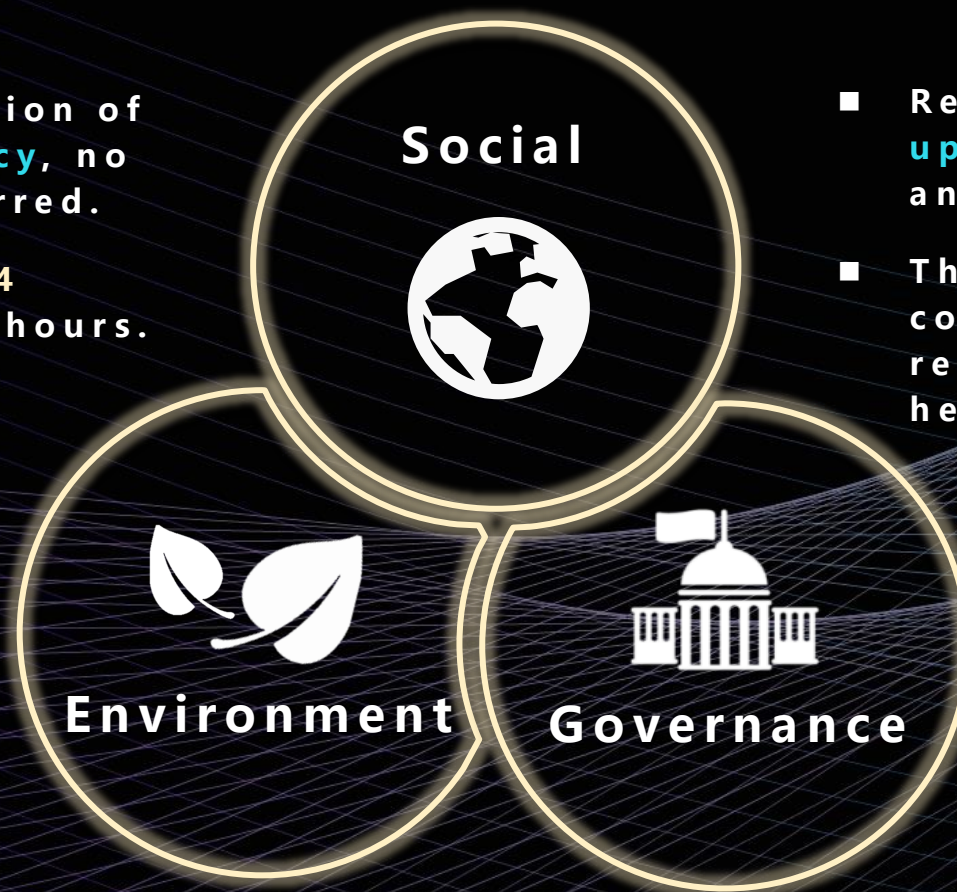 ion of
cy, no
rred.
4
hours.
Social
■ Re
up
an
■ Th
co
re
he
Environment
Governance